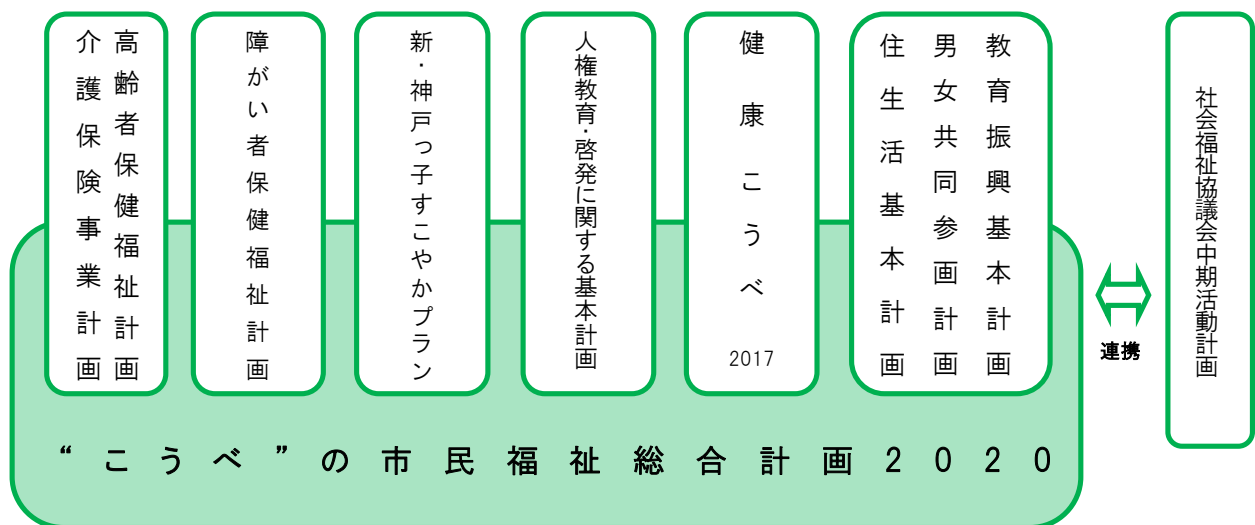 高齢者保健福祉計画
介護保険事業計画
障がい者保健福祉計画
新・神戸っ子すこやかプラン
人権教育・啓発に関する基本計画
健康こうべ2017
教育振興基本計画
男女共同参画計画
住生活基本計画
社会福祉協議会中期活動計画
連携
“こうべ”の市民福祉総合計画2020